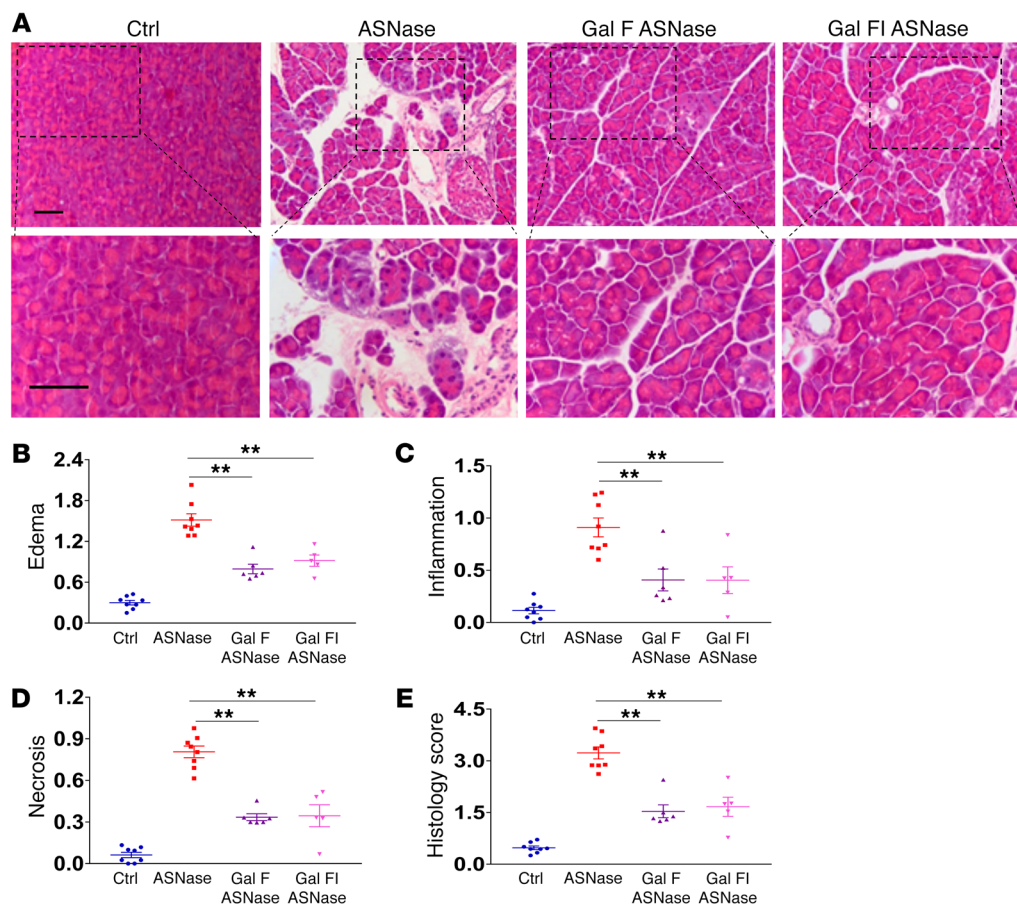 A
Ctrl ASNase Gal F ASNase Gal FI ASNase
B
Edema
2.4
1.8
1.2
0.6
0.0
** 
**
Ctrl ASNase Gal F ASNase Gal FI ASNase
C
Inflammation
1.5
1.0
0.5
0.0
**
**
Ctrl ASNase Gal F ASNase Gal FI ASNase
D
Necrosis
1.2
0.9
0.6
0.3
0.0
**
**
Ctrl ASNase Gal F ASNase Gal FI ASNase
E
Histology score
4.5
3.0
1.5
0.0
**
**
Ctrl ASNase Gal F ASNase Gal FI ASNase